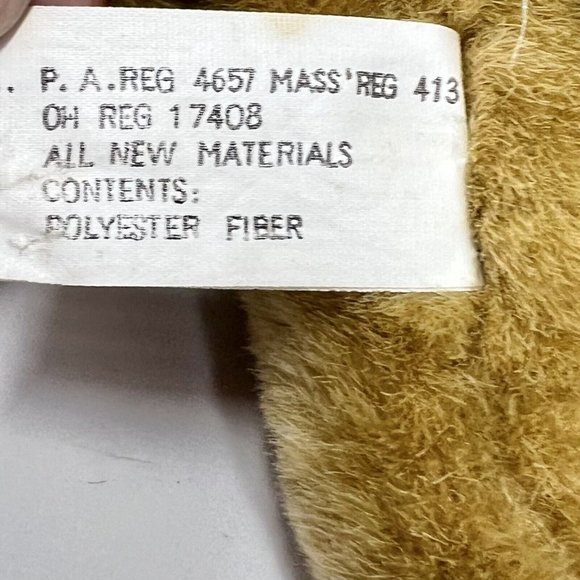 . P.A.REG 4657 MASS'REG 413
OH REG 17408
ALL NEW MATERIALS
CONTENTS:
POLYESTER FIBER